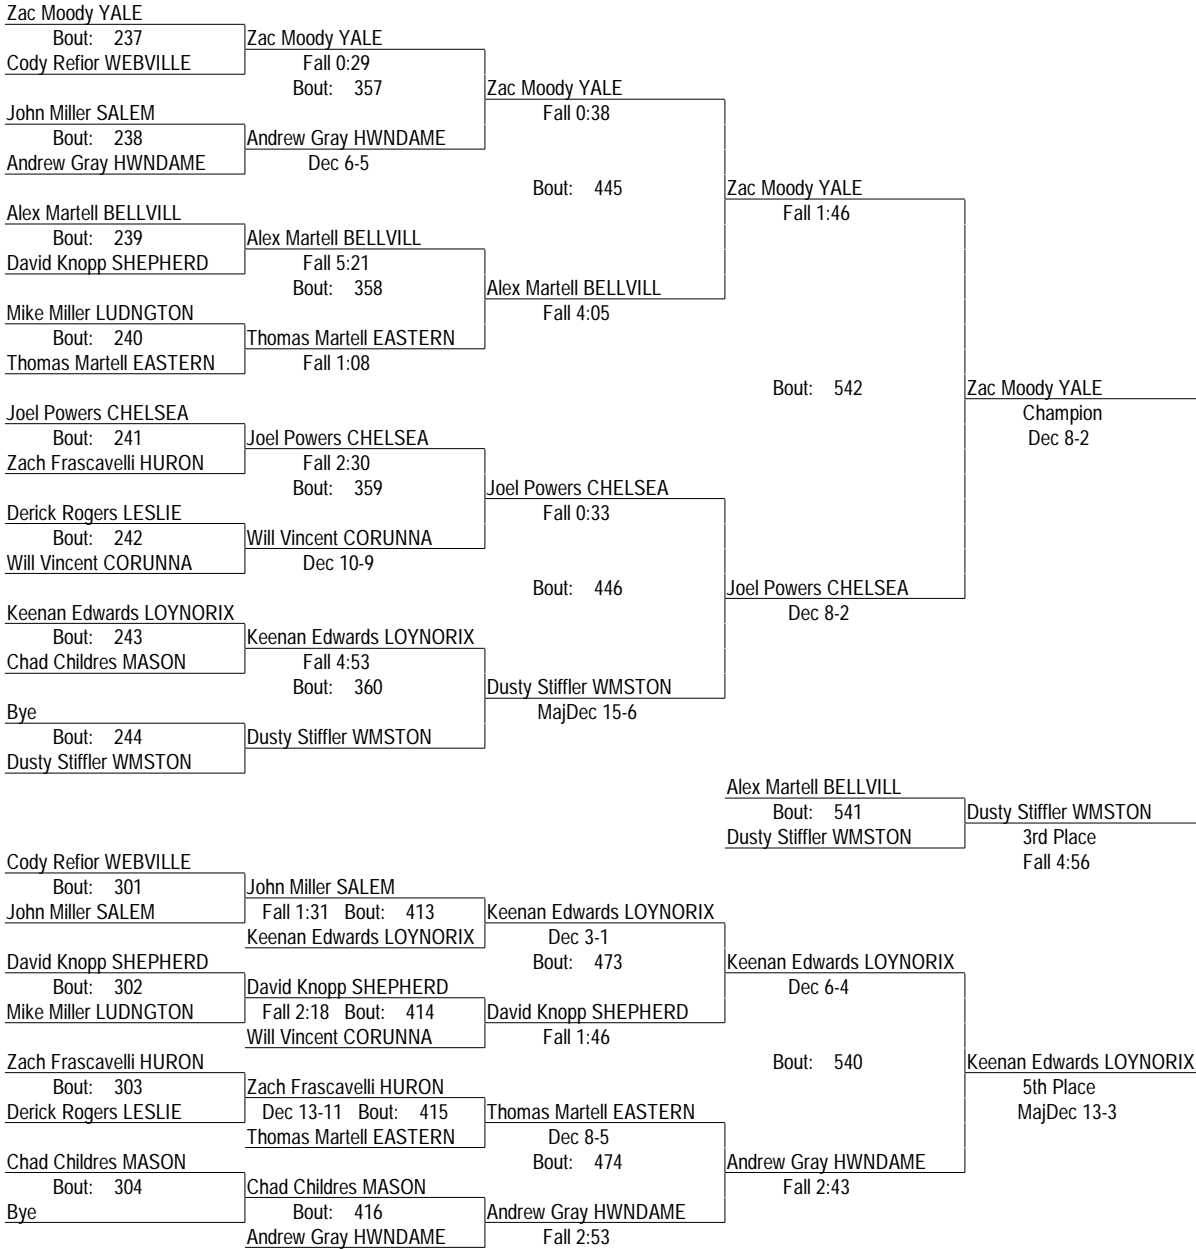 Zac Moody YALE
Bout: 237 Zac Moody YALE
Cody Refior WEBVILLE Fall 0:29
Bout: 357 Zac Moody YALE
John Miller SALEM Fall 0:38
Bout: 238 Andrew Gray HWNDAME
Andrew Gray HWNDAME Dec 6-5
Bout: 445 Zac Moody YALE
Alex Martell BELLVILL Fall 1:46
Bout: 239 Alex Martell BELLVILL
David Knopp SHEPHERD Fall 5:21
Bout: 358 Alex Martell BELLVILL
Mike Miller LUDNGTON Fall 4:05
Bout: 240 Thomas Martell EASTERN
Thomas Martell EASTERN Fall 1:08
Bout: 542 Zac Moody YALE
Joel Powers CHELSEA Champion
Bout: 241 Joel Powers CHELSEA Dec 8-2
Zach Frascavelli HURON Fall 2:30
Bout: 359 Joel Powers CHELSEA
Derick Rogers LESLIE Fall 0:33
Bout: 242 Will Vincent CORUNNA
Will Vincent CORUNNA Dec 10-9
Bout: 446 Joel Powers CHELSEA
Keenan Edwards LOYNORIX Dec 8-2
Bout: 243 Keenan Edwards LOYNORIX
Chad Childres MASON Fall 4:53
Bout: 360 Dusty Stiffler WMSTON
Bye MajDec 15-6
Bout: 244 Dusty Stiffler WMSTON
Dusty Stiffler WMSTON
Alex Martell BELLVILL
Bout: 541 Dusty Stiffler WMSTON
Dusty Stiffler WMSTON 3rd Place
Cody Refior WEBVILLE Fall 4:56
Bout: 301 John Miller SALEM
John Miller SALEM Fall 1:31 Bout: 413 Keenan Edwards LOYNORIX
Keenan Edwards LOYNORIX Dec 3-1
David Knopp SHEPHERD Bout: 473 Keenan Edwards LOYNORIX
Bout: 302 David Knopp SHEPHERD Dec 6-4
Mike Miller LUDNGTON Fall 2:18 Bout: 414 David Knopp SHEPHERD
Will Vincent CORUNNA Fall 1:46
Zach Frascavelli HURON Bout: 540 Keenan Edwards LOYNORIX
Bout: 303 Zach Frascavelli HURON 5th Place
Derick Rogers LESLIE Dec 13-11 Bout: 415 Thomas Martell EASTERN MajDec 13-3
Thomas Martell EASTERN Dec 8-5
Chad Childres MASON Bout: 474 Andrew Gray HWNDAME
Bout: 304 Chad Childres MASON Fall 2:43
Bye Bout: 416 Andrew Gray HWNDAME
Andrew Gray HWNDAME Fall 2:53